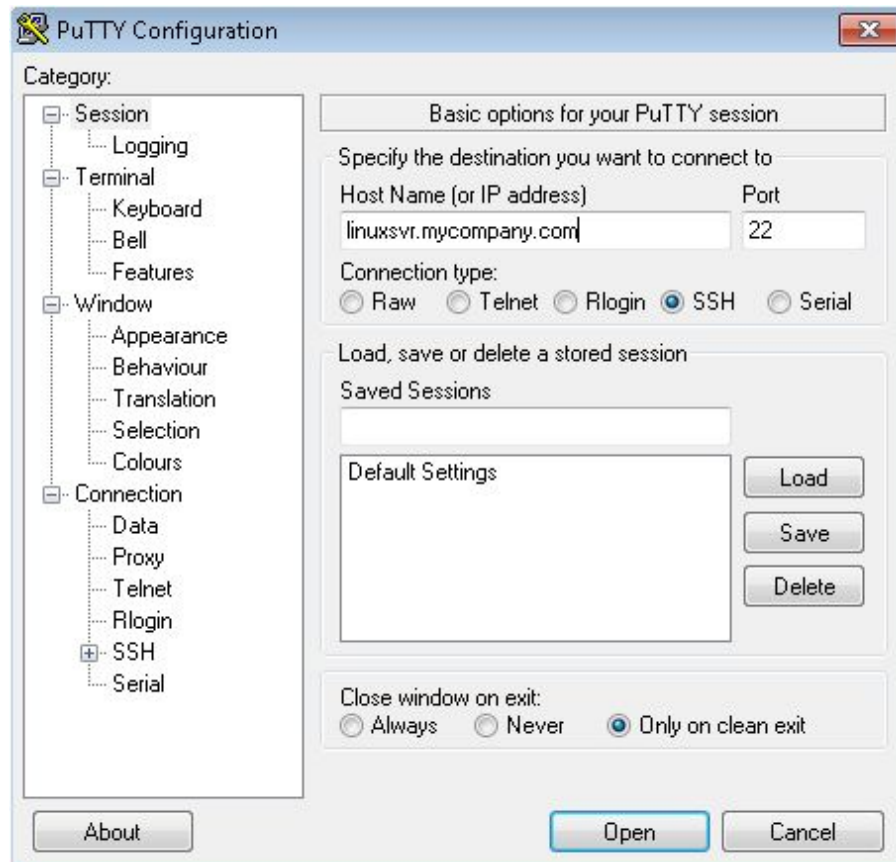 PuTTY Configuration
Category:
Session
Logging
Terminal
Keyboard
Bell
Features
Window
Appearance
Behaviour
Translation
Selection
Colours
Connection
Data
Proxy
Telnet
Rlogin
SSH
Serial
Basic options for your PuTTY session
Specify the destination you want to connect to
Host Name (or IP address) Port
linuxsvr.mycompany.com 22
Connection type:
Raw Telnet Rlogin SSH Serial
Load, save or delete a stored session
Saved Sessions
Default Settings
Load
Save
Delete
Close window on exit:
Always Never Only on clean exit
About Open Cancel